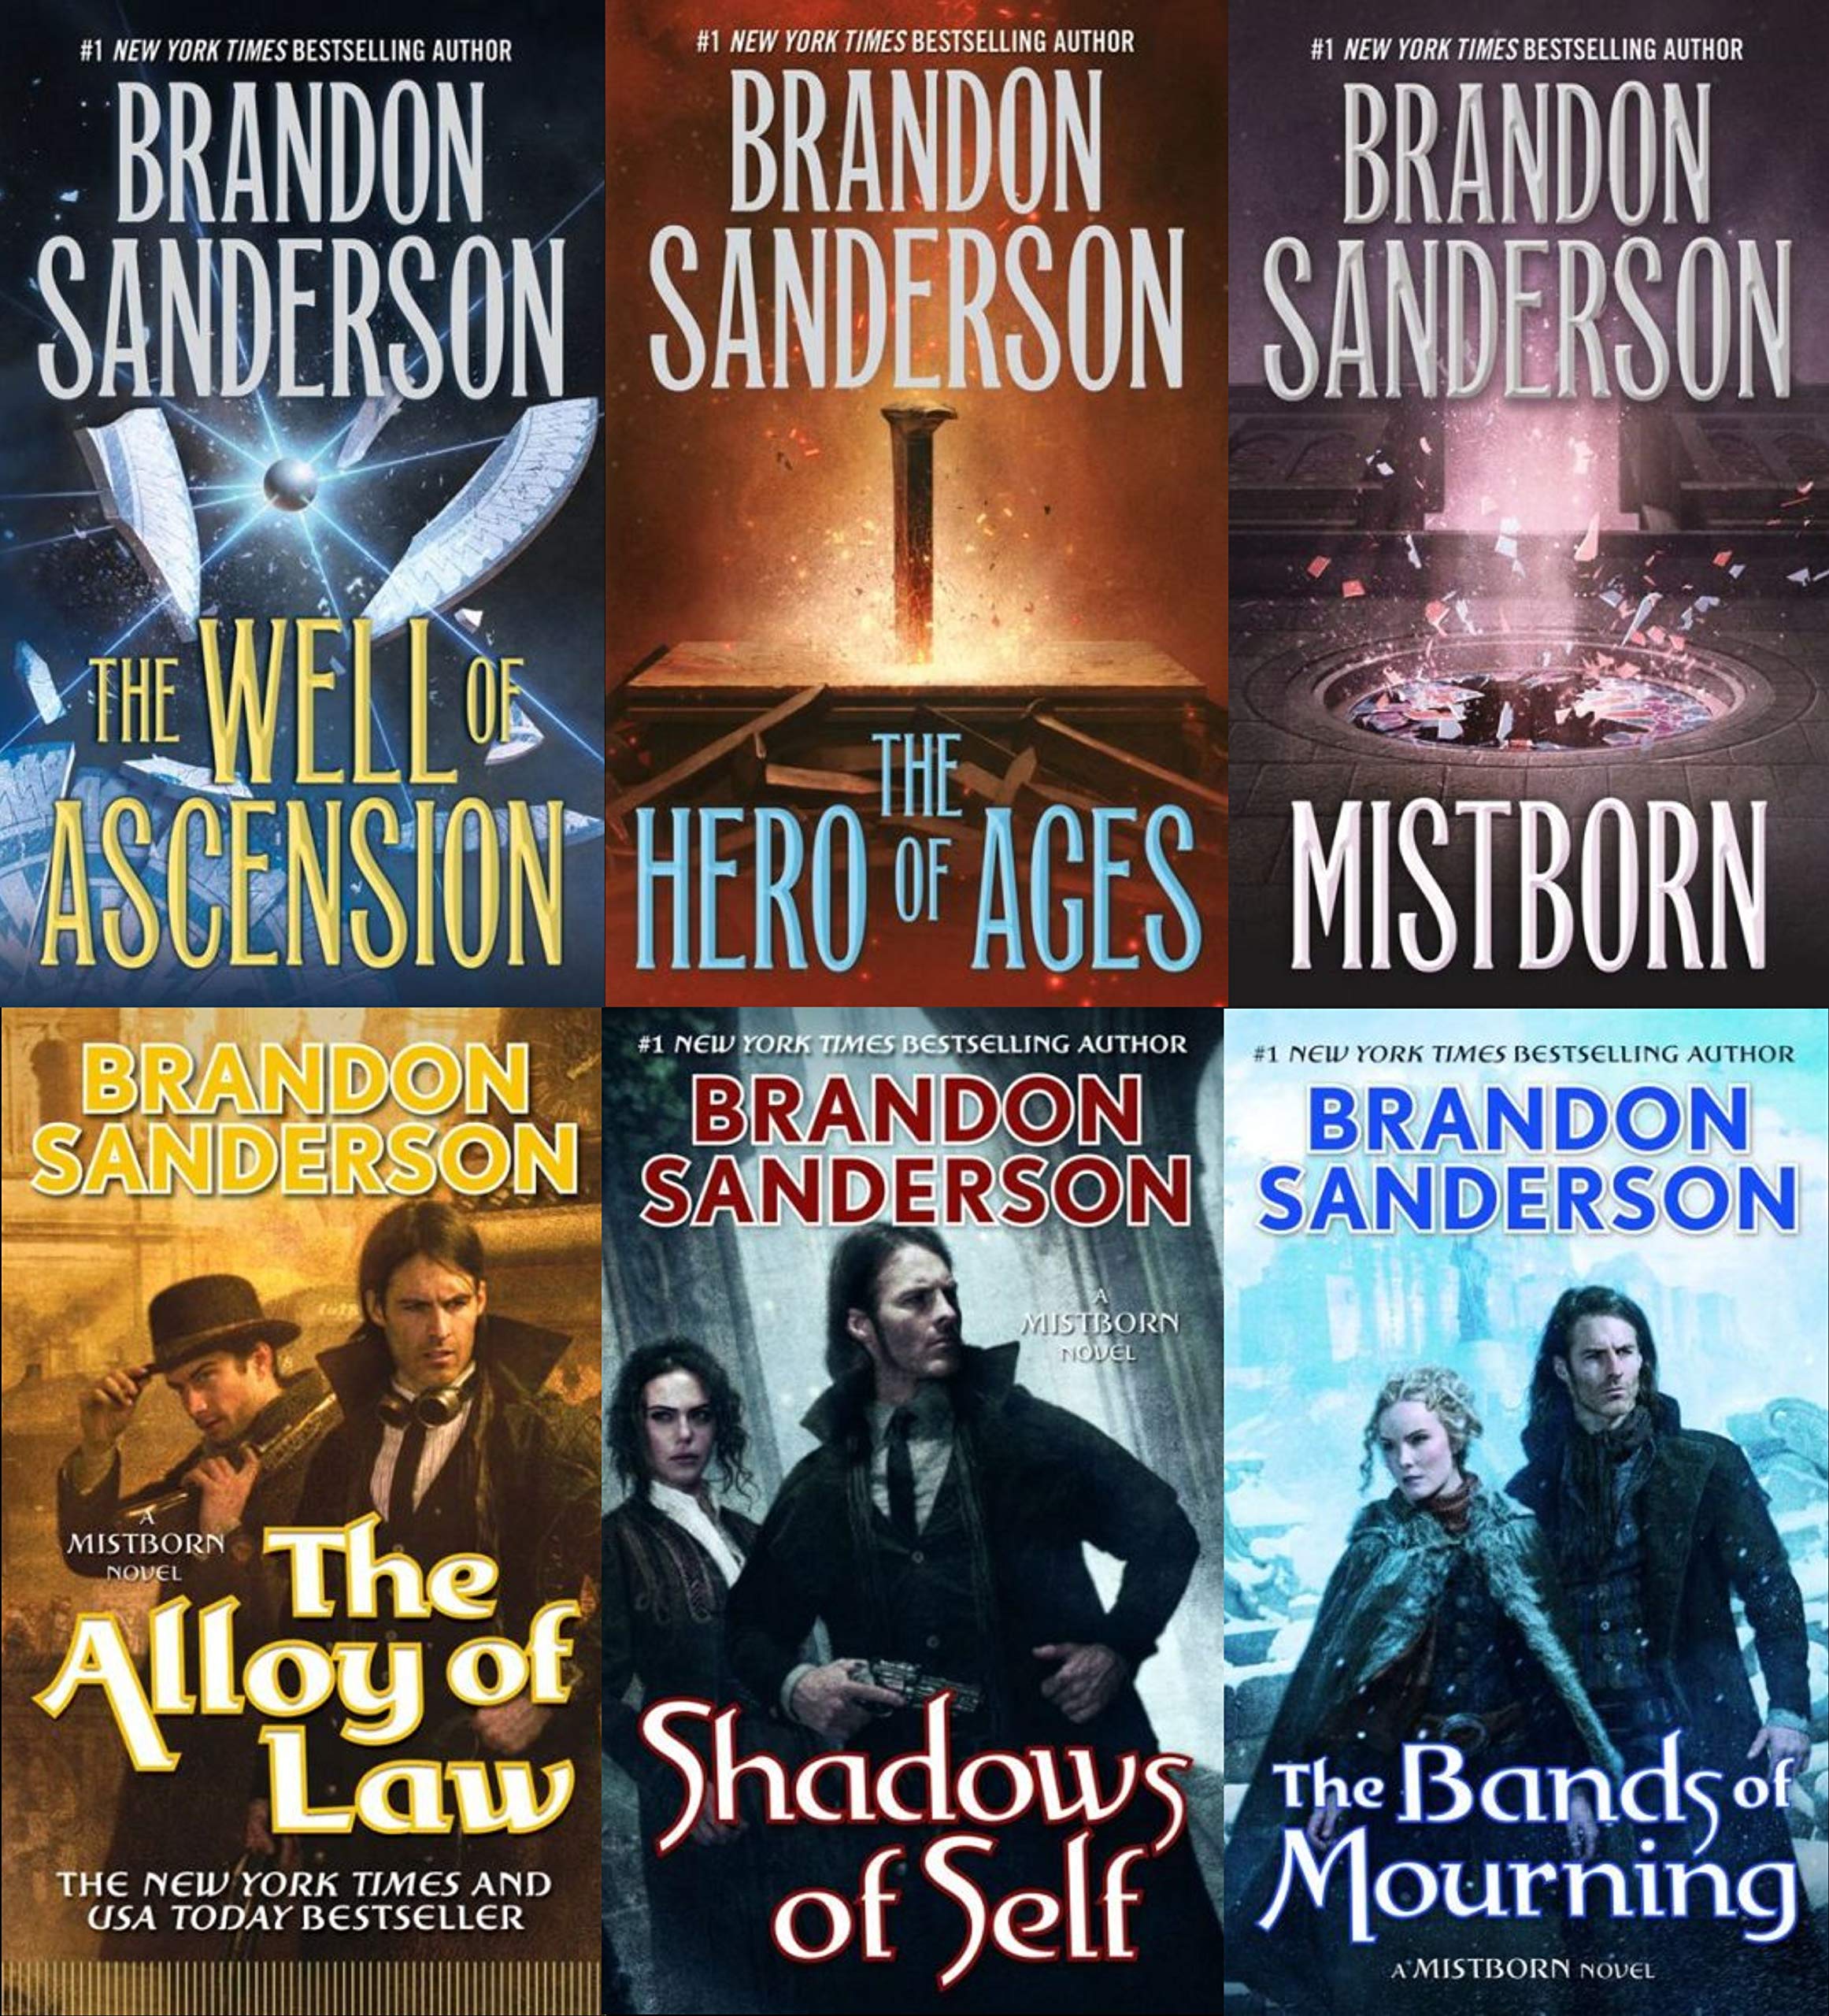 #1 NEW YORK TIMES BESTSELLING AUTHOR
BRANDON
SANDERSON
THE WELL OF
ASCENSION
#1 NEW YORK TIMES BESTSELLING AUTHOR
BRANDON
SANDERSON
THE
HERO OF AGES
#1 NEW YORK TIMES BESTSELLING AUTHOR
BRANDON
SANDERSON
MISTBORN
BRANDON
SANDERSON
A
MISTBORN
NOVEL
The
Alloy of
Law
THE NEW YORK TIMES AND
USA TODAY BESTSELLER
#1 NEW YORK TIMES BESTSELLING AUTHOR
BRANDON
SANDERSON
A
MISTBORN
NOVEL
Shadows
of Self
#1 NEW YORK TIMES BESTSELLING AUTHOR
BRANDON
SANDERSON
The Bands of
Mourning
A MISTBORN NOVEL